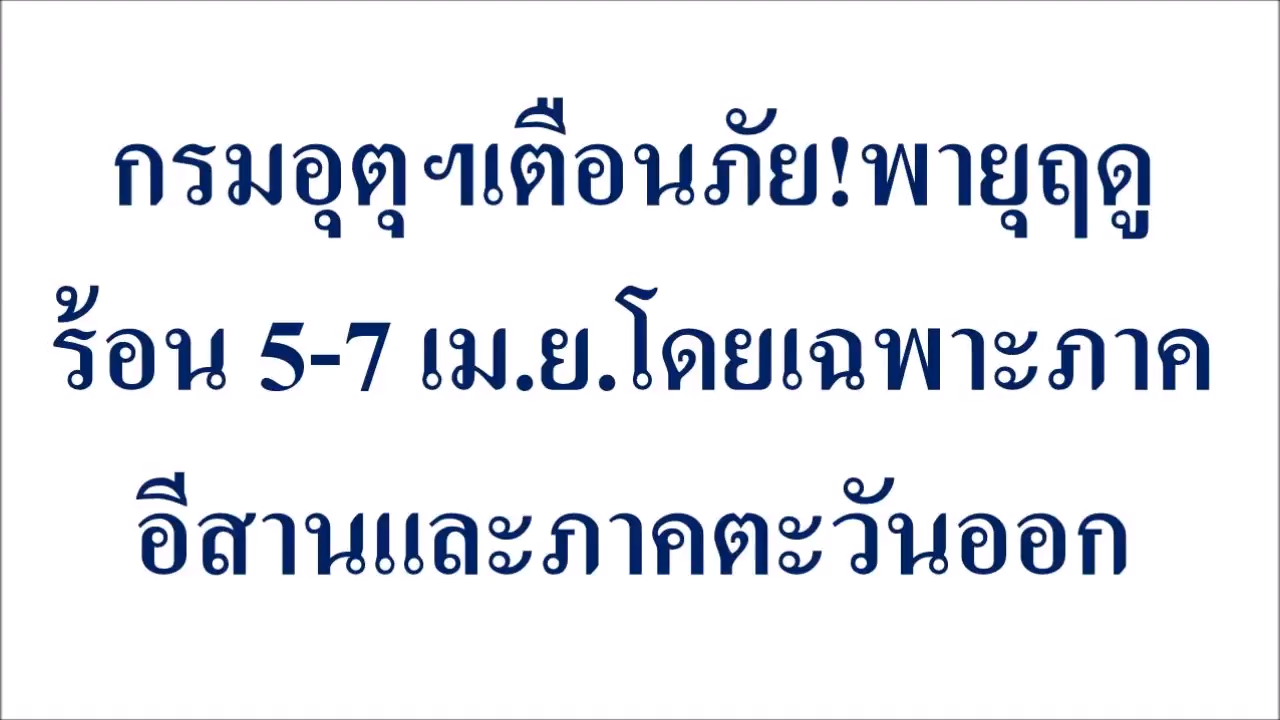 กรมอุตุฯเตือนภัย!พายุฤดู
ร้อน 5-7 เม.ย.โดยเฉพาะภาค
อีสานและภาคตะวันออก